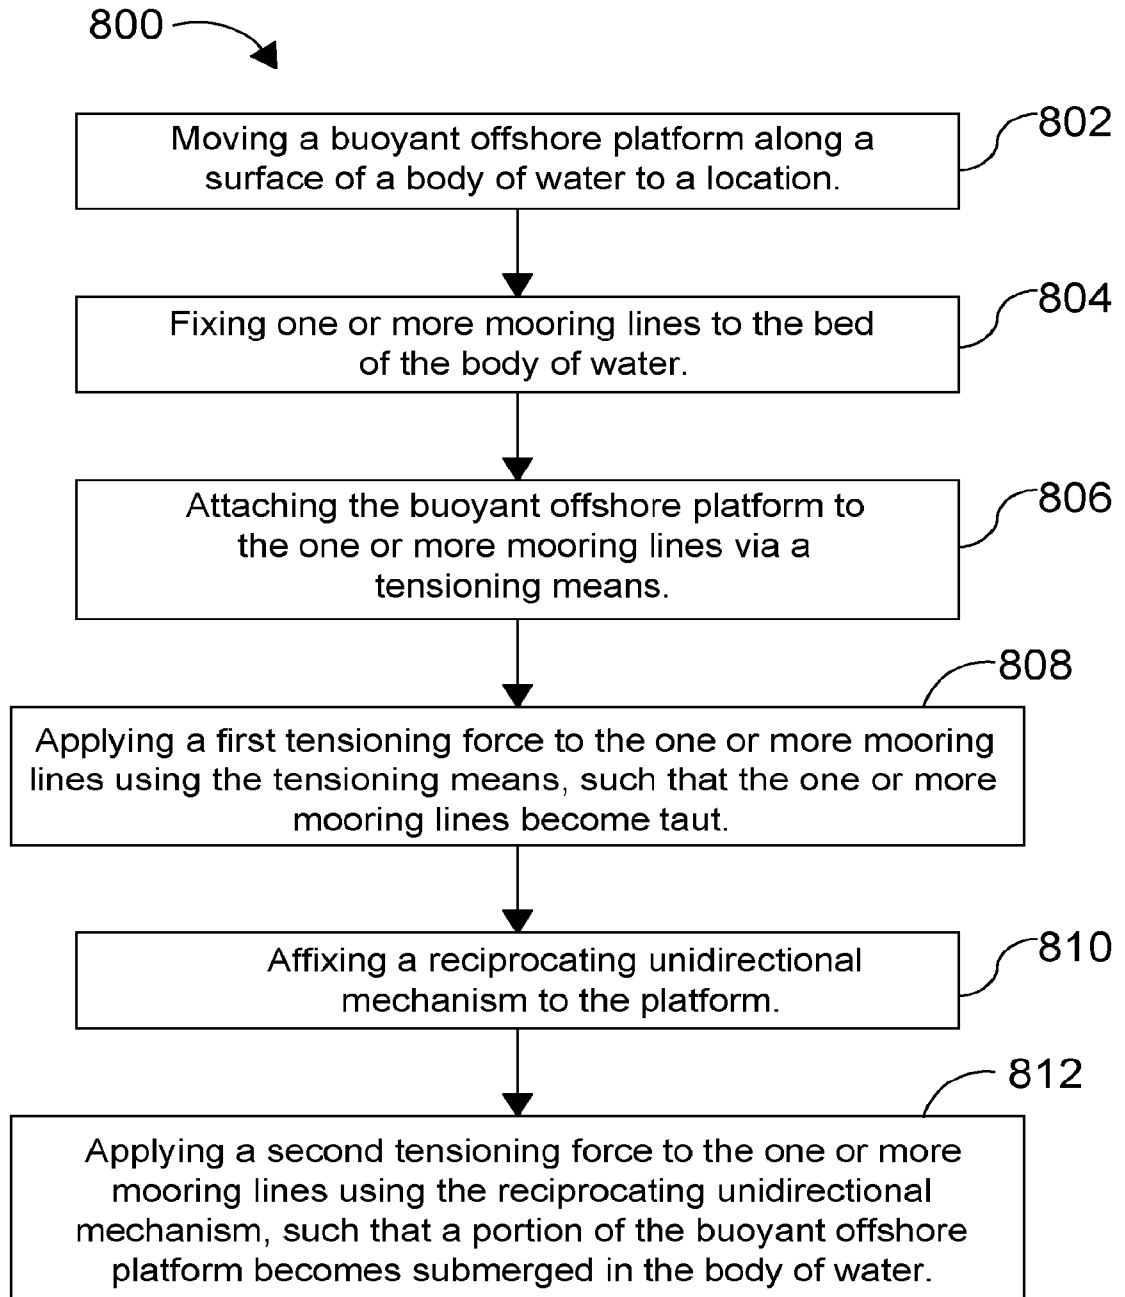 800
802
Moving a buoyant offshore platform along a
surface of a body of water to a location.
804
Fixing one or more mooring lines to the bed
of the body of water.
806
Attaching the buoyant offshore platform to
the one or more mooring lines via a
tensioning means.
808
Applying a first tensioning force to the one or more mooring
lines using the tensioning means, such that the one or more
mooring lines become taut.
810
Affixing a reciprocating unidirectional
mechanism to the platform.
812
Applying a second tensioning force to the one or more
mooring lines using the reciprocating unidirectional
mechanism, such that a portion of the buoyant offshore
platform becomes submerged in the body of water.